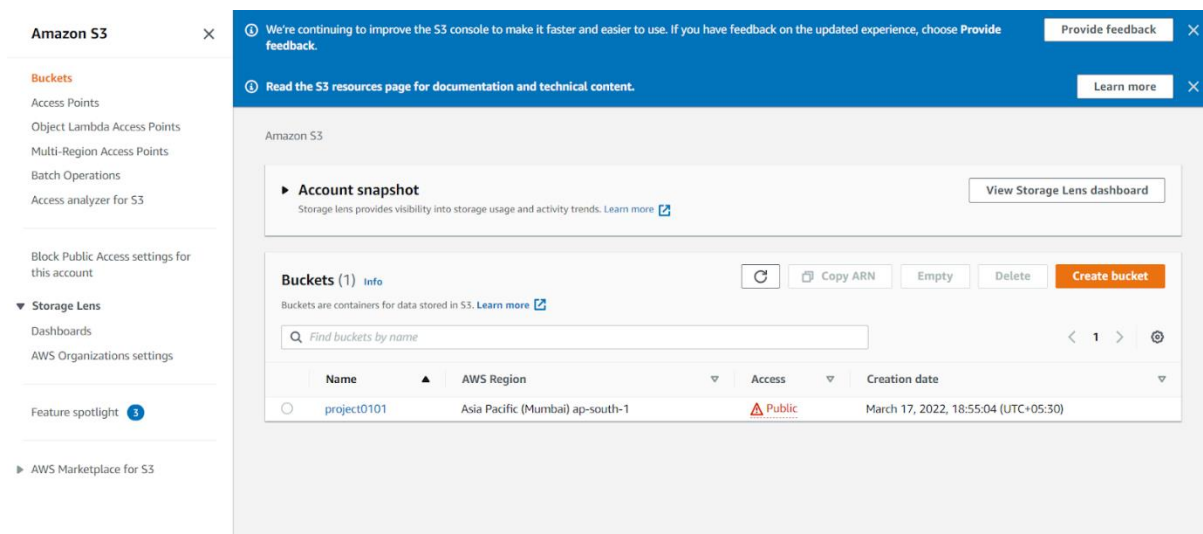 Amazon S3
Buckets
Access Points
Object Lambda Access Points
Multi-Region Access Points
Batch Operations
Access analyzer for S3
Block Public Access settings for
this account
Storage Lens
Dashboards
AWS Organizations settings
Feature spotlight 3
AWS Marketplace for S3
We're continuing to improve the S3 console to make it faster and easier to use. If you have feedback on the updated experience, choose Provide
feedback.
Provide feedback
Read the S3 resources page for documentation and technical content.
Learn more
Amazon S3
Account snapshot
Storage lens provides visibility into storage usage and activity trends. Learn more
View Storage Lens dashboard
Buckets (1) Info
Copy ARN
Empty
Delete
Create bucket
Buckets are containers for data stored in S3. Learn more
Find buckets by name
1
Name AWS Region Access Creation date
project0101 Asia Pacific (Mumbai) ap-south-1 Public March 17, 2022, 18:55:04 (UTC+05:30)